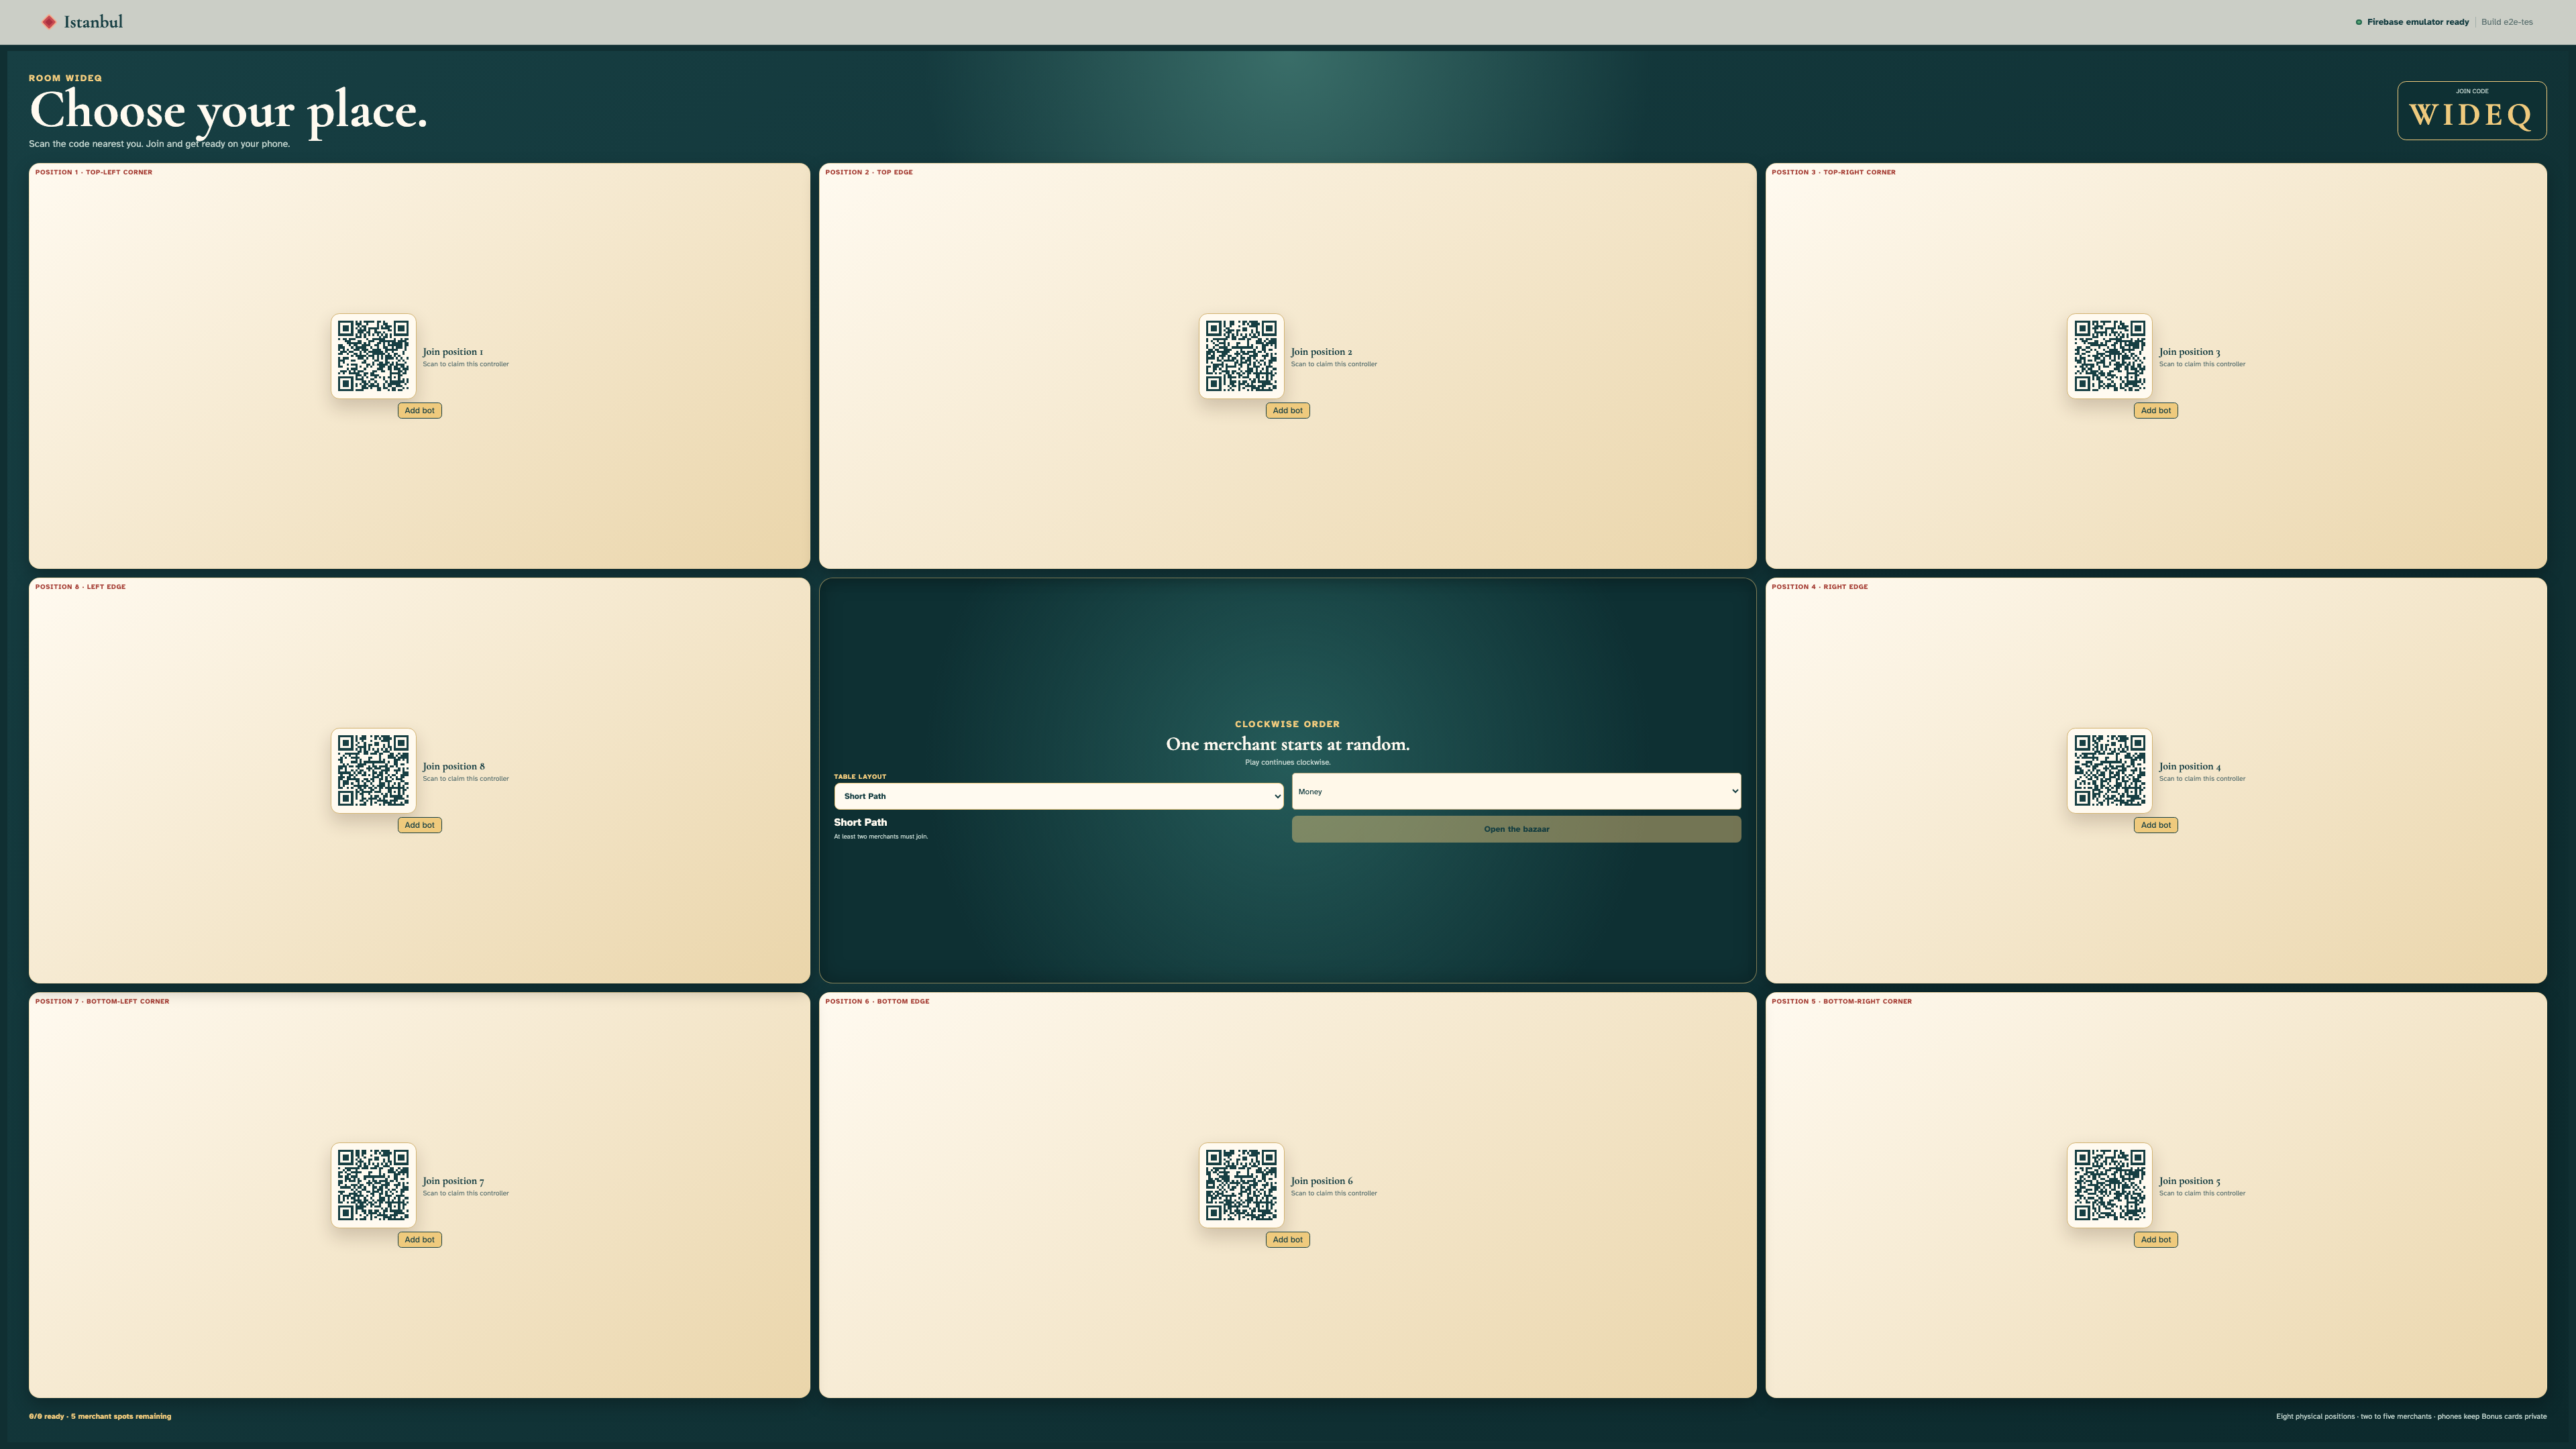 Istanbul
Firebase emulator ready | Build e2e-tes
ROOM WIDEQ
Choose your place.
Scan the code nearest you. Join and get ready on your phone.
JOIN CODE
WIDEQ
POSITION 1 · TOP-LEFT CORNER
Join position 1
Scan to claim this controller
Add bot
POSITION 2 · TOP EDGE
Join position 2
Scan to claim this controller
Add bot
POSITION 3 · TOP-RIGHT CORNER
Join position 3
Scan to claim this controller
Add bot
POSITION 8 · LEFT EDGE
Join position 8
Scan to claim this controller
Add bot
CLOCKWISE ORDER
One merchant starts at random.
Play continues clockwise.
TABLE LAYOUT
Short Path
Money
Short Path
At least two merchants must join.
Open the bazaar
POSITION 4 · RIGHT EDGE
Join position 4
Scan to claim this controller
Add bot
POSITION 7 · BOTTOM-LEFT CORNER
Join position 7
Scan to claim this controller
Add bot
POSITION 6 · BOTTOM EDGE
Join position 6
Scan to claim this controller
Add bot
POSITION 5 · BOTTOM-RIGHT CORNER
Join position 5
Scan to claim this controller
Add bot
0/0 ready · 5 merchant spots remaining
Eight physical positions · two to five merchants · phones keep Bonus cards private